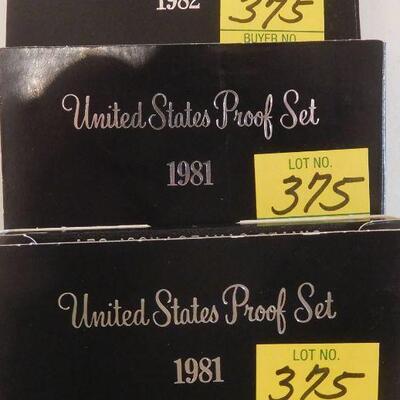 1982
375
BUYER NO.
United States Proof Set
1981
LOT NO.
375
United States Proof Set
1981
LOT NO.
375